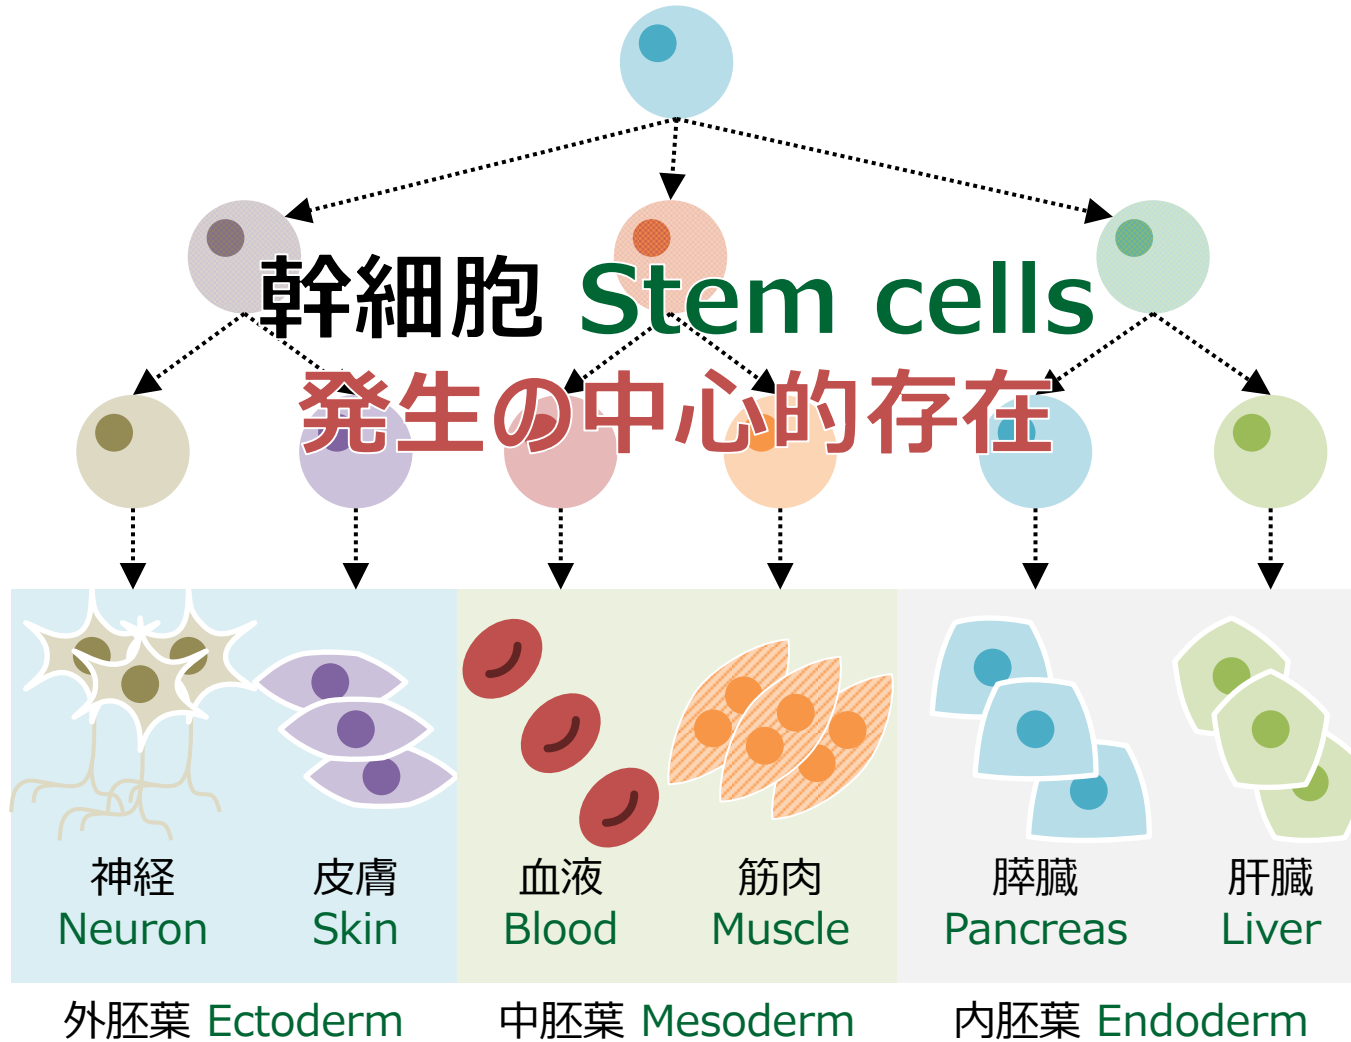 幹細胞 Stem cells
発生の中心的存在
神経 皮膚 血液 筋肉 膵臓 肝臓
Neuron Skin Blood Muscle Pancreas Liver
外胚葉 Ectoderm 中胚葉 Mesoderm 内胚葉 Endoderm